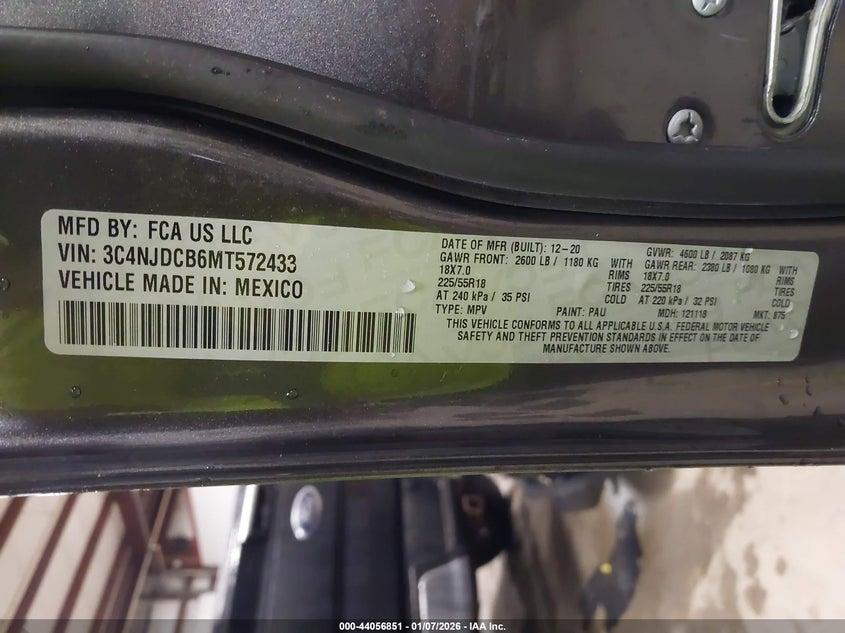 MFD BY: FCA US LLC
VIN: 3C4NJDCB6MT572433
VEHICLE MADE IN: MEXICO
DATE OF MFR (BUILT): 12-20
GVWR: 4600 LB / 2087 KG
GAWR FRONT: 2600 LB / 1180 KG WITH
18X7.0 RIMS
225/55R18 TIRES
AT 240 kPa / 35 PSI COLD
GAWR REAR: 2380 LB / 1080 KG WITH
18X7.0 RIMS
225/55R18 TIRES
AT 220 kPa / 32 PSI COLD
TYPE: MPV PAINT: PAU MDH: 121118 MKT: 875
THIS VEHICLE CONFORMS TO ALL APPLICABLE U.S.A. FEDERAL MOTOR VEHICLE
SAFETY AND THEFT PREVENTION STANDARDS IN EFFECT ON THE DATE OF
MANUFACTURE SHOWN ABOVE.
000-44056851 - 01/07/2026 - IAA Inc.